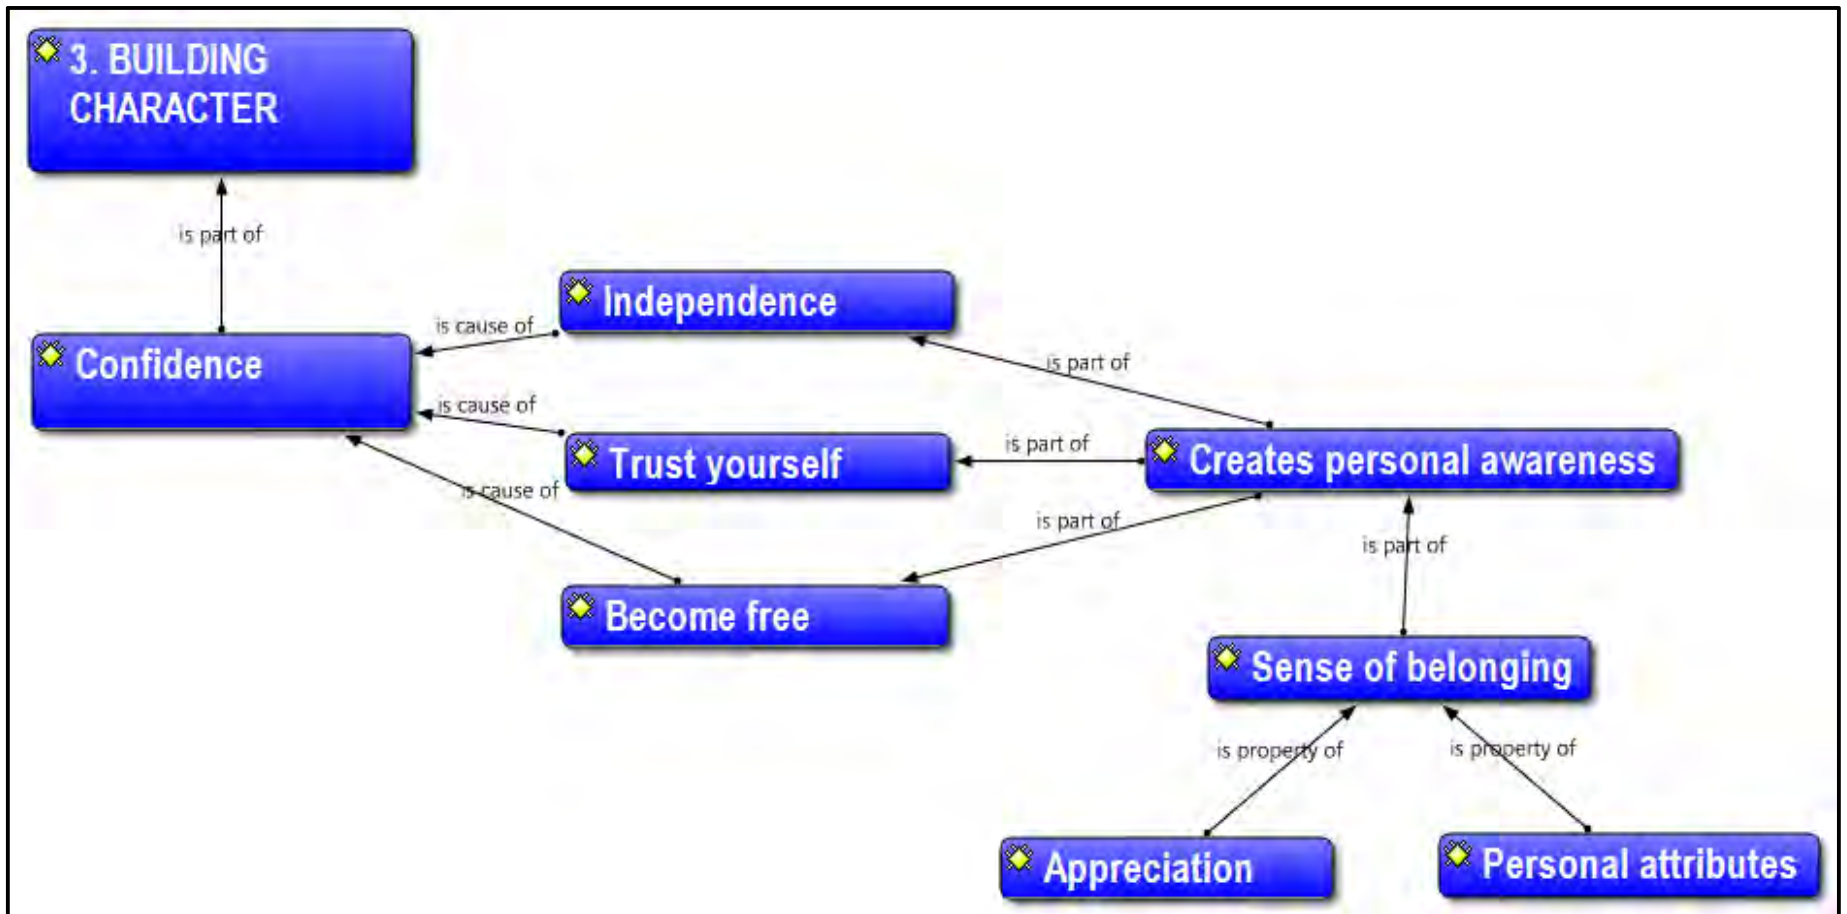 3. BUILDING
CHARACTER
is part of
Independence
is cause of
Confidence
is part of
is cause of
Trust yourself
is part of
Creates personal awareness
is cause of
is part of
is part of
Become free
Sense of belonging
is property of
is property of
Appreciation
Personal attributes